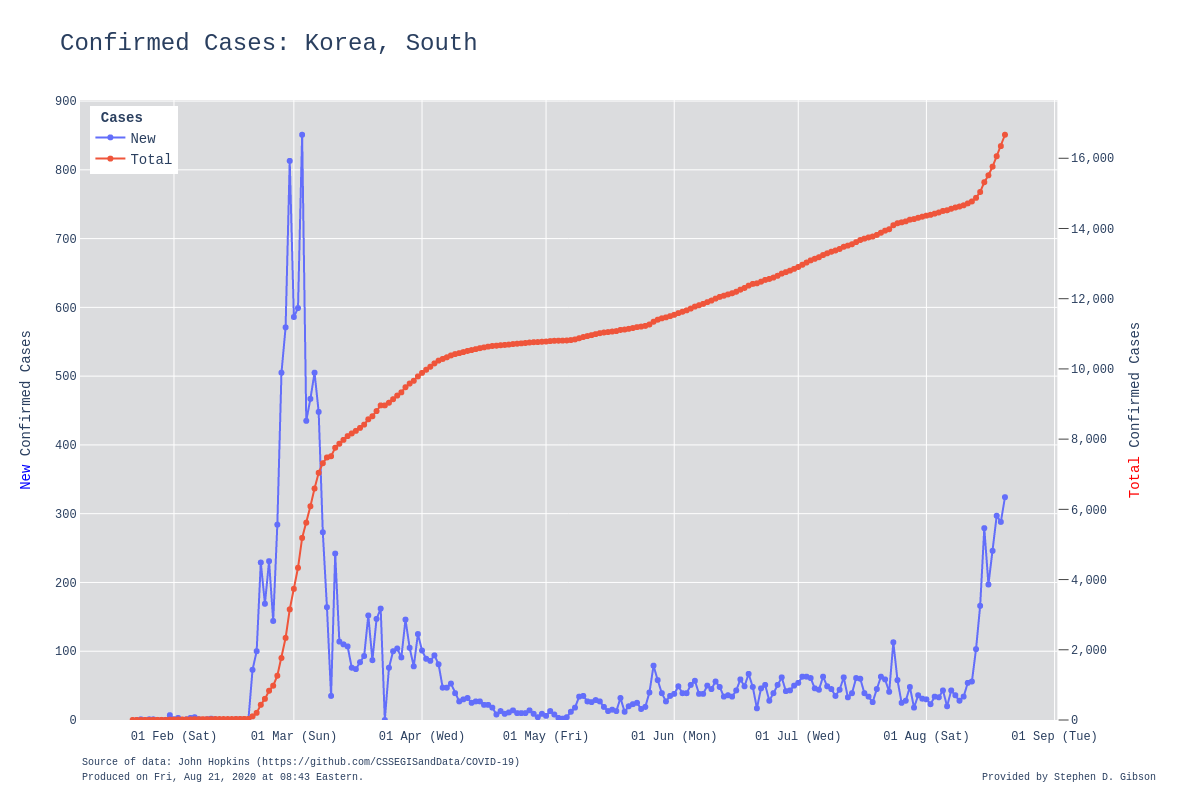 Confirmed Cases: Korea, South
Cases
New
Total
900
800
700
600
500
400
300
200
100
0
New Confirmed Cases
16,000
14,000
12,000
10,000
8,000
6,000
4,000
2,000
0
Total Confirmed Cases
01 Feb (Sat) 01 Mar (Sun) 01 Apr (Wed) 01 May (Fri) 01 Jun (Mon) 01 Jul (Wed) 01 Aug (Sat) 01 Sep (Tue)
Source of data: John Hopkins (https://github.com/CSSEGISandData/COVID-19)
Produced on Fri, Aug 21, 2020 at 08:43 Eastern.
Provided by Stephen D. Gibson